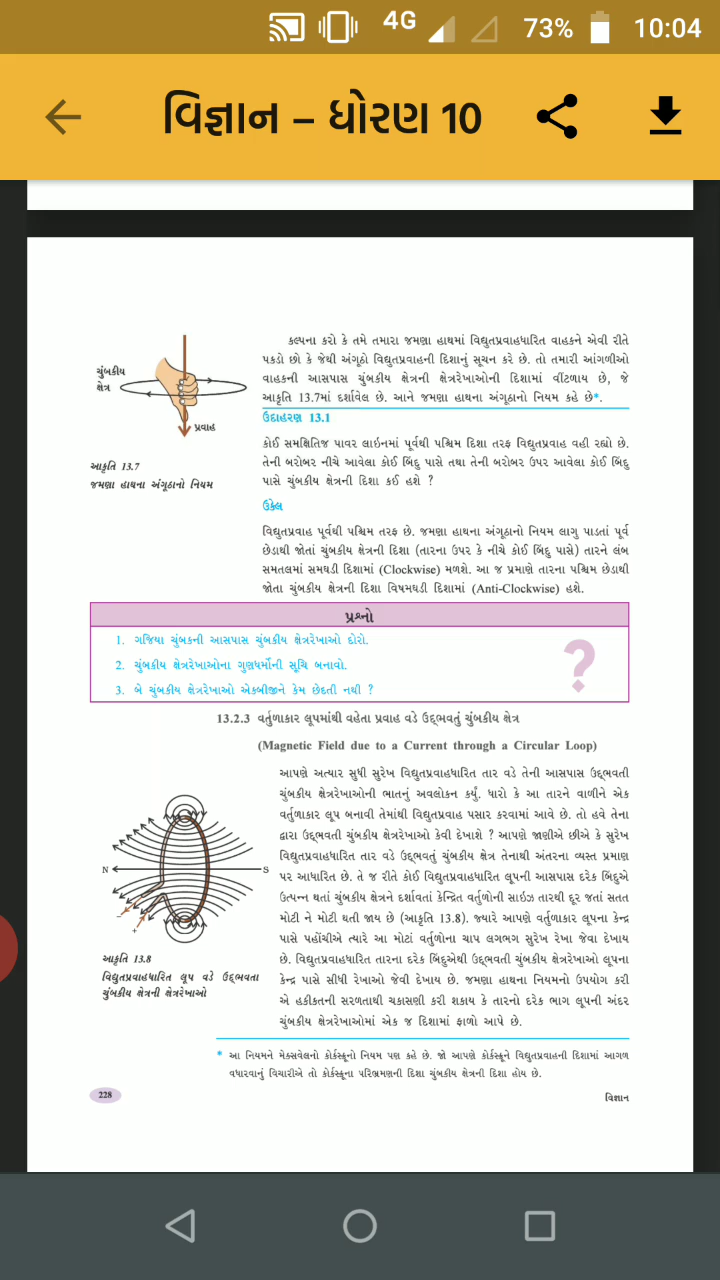 4G 73% 10:04
વિજ્ઞાન – ધોરણ 10
કલ્પના કરો કે તમે તમારા જમણા હાથમાં વિદ્યુતપ્રવાહધારિત વાહકને એવી રીતે
પકડો છો કે જેથી અંગૂઠો વિદ્યુતપ્રવાહની દિશાનું સૂચન કરે છે. તો તમારી આંગળીઓ
વાહકની આસપાસ ચુંબકીય ક્ષેત્રની ક્ષેત્રરેખાઓની દિશામાં વીંટળાય છે, જે
આકૃતિ 13.7માં દર્શાવેલ છે. આને જમણા હાથના અંગૂઠાનો નિયમ કહે છે*.
ચુંબકીય
ક્ષેત્ર
પ્રવાહ
આકૃતિ 13.7
જમણા હાથના અંગૂઠાનો નિયમ
ઉદાહરણ 13.1
કોઈ સમક્ષિતિજ પાવર લાઇનમાં પૂર્વથી પશ્ચિમ દિશા તરફ વિદ્યુતપ્રવાહ વહી રહ્યો છે.
તેની બરોબર નીચે આવેલા કોઈ બિંદુ પાસે તથા તેની બરોબર ઉપર આવેલા કોઈ બિંદુ
પાસે ચુંબકીય ક્ષેત્રની દિશા કઈ હશે ?
ઉકેલ
વિદ્યુતપ્રવાહ પૂર્વથી પશ્ચિમ તરફ છે. જમણા હાથના અંગૂઠાનો નિયમ લાગુ પાડતાં પૂર્વ
છેડાથી જોતાં ચુંબકીય ક્ષેત્રની દિશા (તારના ઉપર કે નીચે કોઈ બિંદુ પાસે) તારને લંબ
સમતલમાં સમઘડી દીશામાં (Clockwise) મળશે. આ જ પ્રમાણે તારના પશ્ચિમ છેડાથી
જોતા ચુંબકીય ક્ષેત્રની દિશા વિષમઘડી દિશામાં (Anti-Clockwise) હશે.
પ્રશ્નો
1. ગજિયા ચુંબકની આસપાસ ચુંબકીય ક્ષેત્રરેખાઓ દોરો.
2. ચુંબકીય ક્ષેત્રરેખાઓના ગુણધર્મોની સૂચિ બનાવો.
3. બે ચુંબકીય ક્ષેત્રરેખાઓ એકબીજીને કેમ છેદતી નથી ?
?
13.2.3 વર્તુળાકાર લૂપમાંથી વહેતા પ્રવાહ વડે ઉદ્દભવતું ચુંબકીય ક્ષેત્ર
(Magnetic Field due to a Current through a Circular Loop)
આપણે અત્યાર સુધી સુરેખ વિદ્યુતપ્રવાહધારિત તાર વડે તેની આસપાસ ઉદ્દભવતી
ચુંબકીય ક્ષેત્રરેખાઓની ભાતનું અવલોકન કર્યું. ધારો કે આ તારને વાળીને એક
વર્તુળાકાર લૂપ બનાવી તેમાંથી વિદ્યુતપ્રવાહ પસાર કરવામાં આવે છે. તો હવે તેના
દ્વારા ઉદ્દભવતી ચુંબકીય ક્ષેત્રરેખાઓ કેવી દેખાશે ? આપણે જાણીએ છીએ કે સુરેખ
વિદ્યુતપ્રવાહધારિત તાર વડે ઉદ્દભવતું ચુંબકીય ક્ષેત્ર તેનાથી અંતરના વ્યસ્ત પ્રમાણ
પર આધારિત છે. તે જ રીતે કોઈ વિદ્યુતપ્રવાહધારિત લૂપની આસપાસ દરેક બિંદુએ
ઉત્પન્ન થતાં ચુંબકીય ક્ષેત્રને દર્શાવતાં કેન્દ્રિત વર્તુળોની સાઇઝ તારથી દૂર જતાં સતત
મોટી ને મોટી થતી જાય છે (આકૃતિ 13.8). જ્યારે આપણે વર્તુળાકાર લૂપના કેન્દ્ર
પાસે પહોંચીએ ત્યારે આ મોટાં વર્તુળોના ચાપ લગભગ સુરેખ રેખા જેવા દેખાય
છે. વિદ્યુતપ્રવાહધારિત તારના દરેક બિંદુએથી ઉદ્દભવતી ચુંબકીય ક્ષેત્રરેખાઓ લૂપના
કેન્દ્ર પાસે સીધી રેખાઓ જેવી દેખાય છે. જમણા હાથના નિયમનો ઉપયોગ કરી
એ હકીકતની સરળતાથી ચકાસણી કરી શકાય કે તારનો દરેક ભાગ લૂપની અંદર
ચુંબકીય ક્ષેત્રરેખાઓમાં એક જ દિશામાં ફાળો આપે છે.
N
S
–
+
આકૃતિ 13.8
વિદ્યુતપ્રવાહધારિત લૂપ વડે ઉદ્દભવતા
ચુંબકીય ક્ષેત્રની ક્ષેત્રરેખાઓ
* આ નિયમને મેક્સવેલનો કોર્કસ્ક્રૂનો નિયમ પણ કહે છે. જો આપણે કોર્કસ્ક્રૂને વિદ્યુતપ્રવાહની દિશામાં આગળ
વધારવાનું વિચારીએ તો કોર્કસ્ક્રૂના પરિભ્રમણની દિશા ચુંબકીય ક્ષેત્રની દિશા હોય છે.
228
વિજ્ઞાન